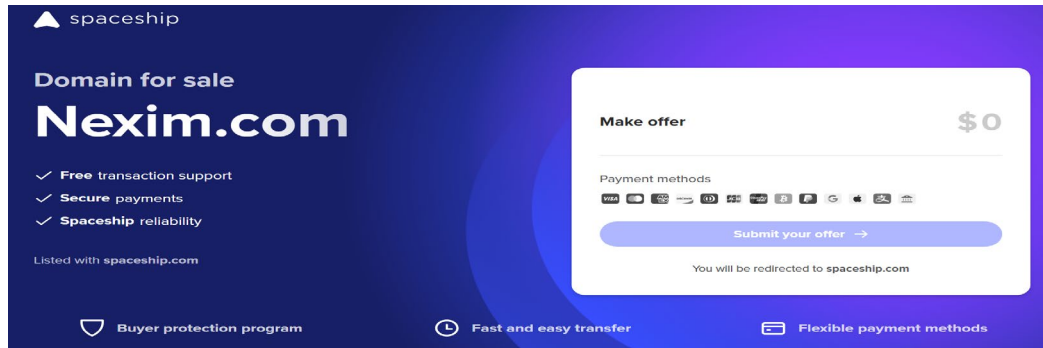 spaceship
Domain for sale
Nexim.com
Free transaction support
Secure payments
Spaceship reliability
Listed with spaceship.com
Make offer
$0
Payment methods
VISA
Submit your offer →
You will be redirected to spaceship.com
Buyer protection program
Fast and easy transfer
Flexible payment methods